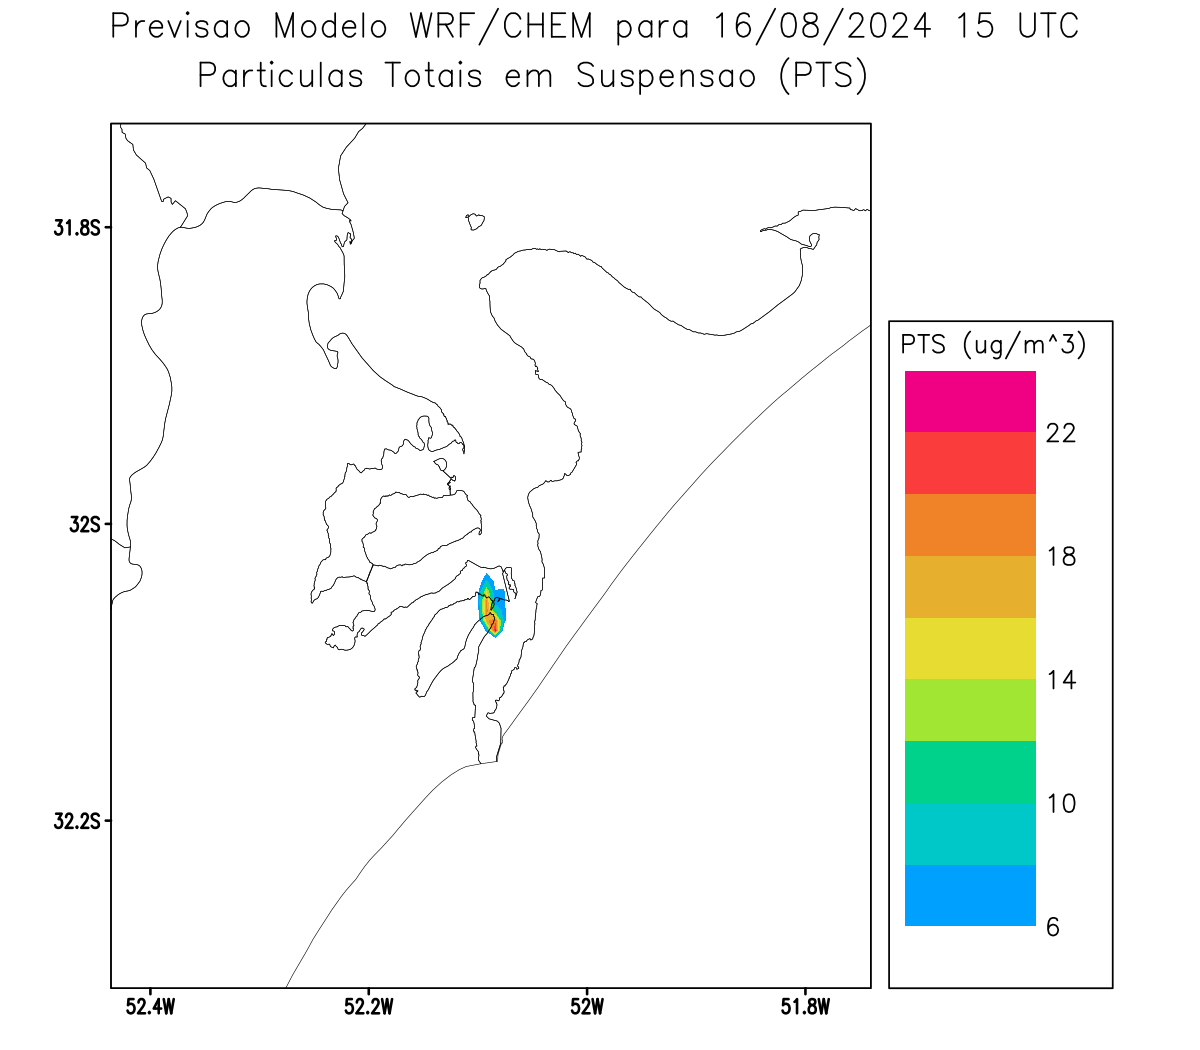 Previsao Modelo WRF/CHEM para 16/08/2024 15 UTC
Particulas Totais em Suspensao (PTS)
31.8S
32S
32.2S
52.4W
52.2W
52W
51.8W
PTS (ug/m^3)
22
18
14
10
6